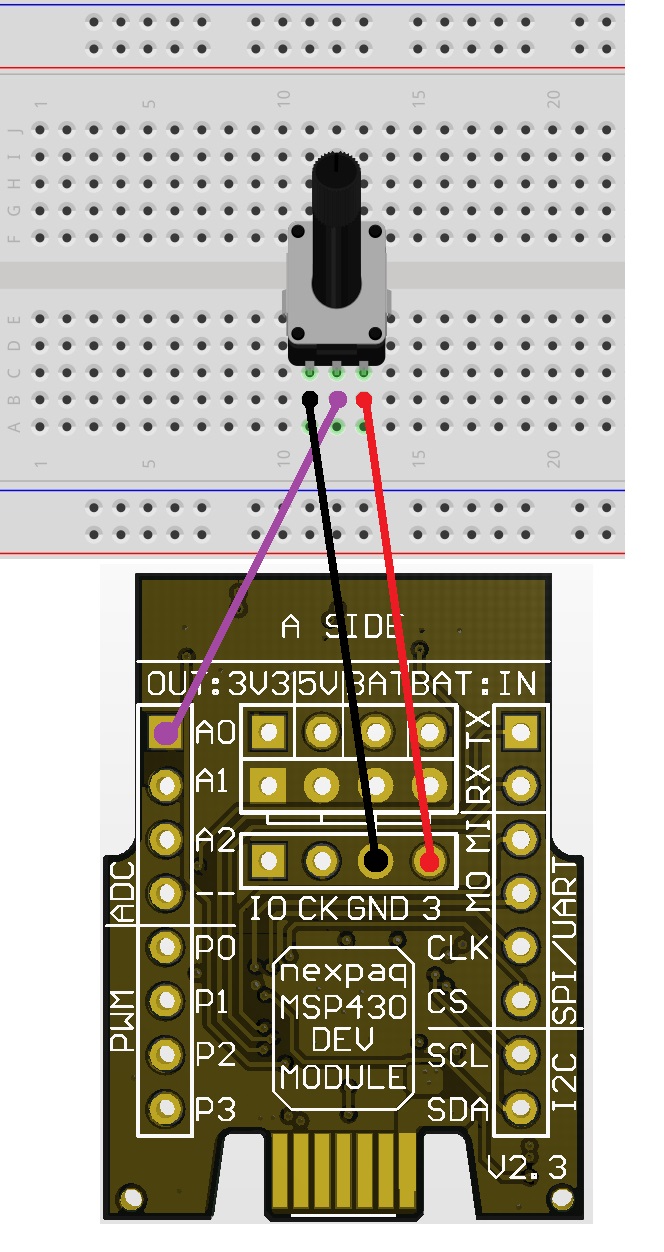 1 5 10 15 20
J
I
H
G
F
E
D
C
B
A
1 5 10 15 20
A SIDE
OUT:3V3 5V BAT BAT:IN
A0 TX
A1 RX
A2 MI
-- MO
IO CK GND 3
ADC
P0 CLK
P1 CS
P2 SCL
P3 SDA
PWM
SPI/UART
I2C
nexpaq
MSP430
DEV
MODULE
V2.3